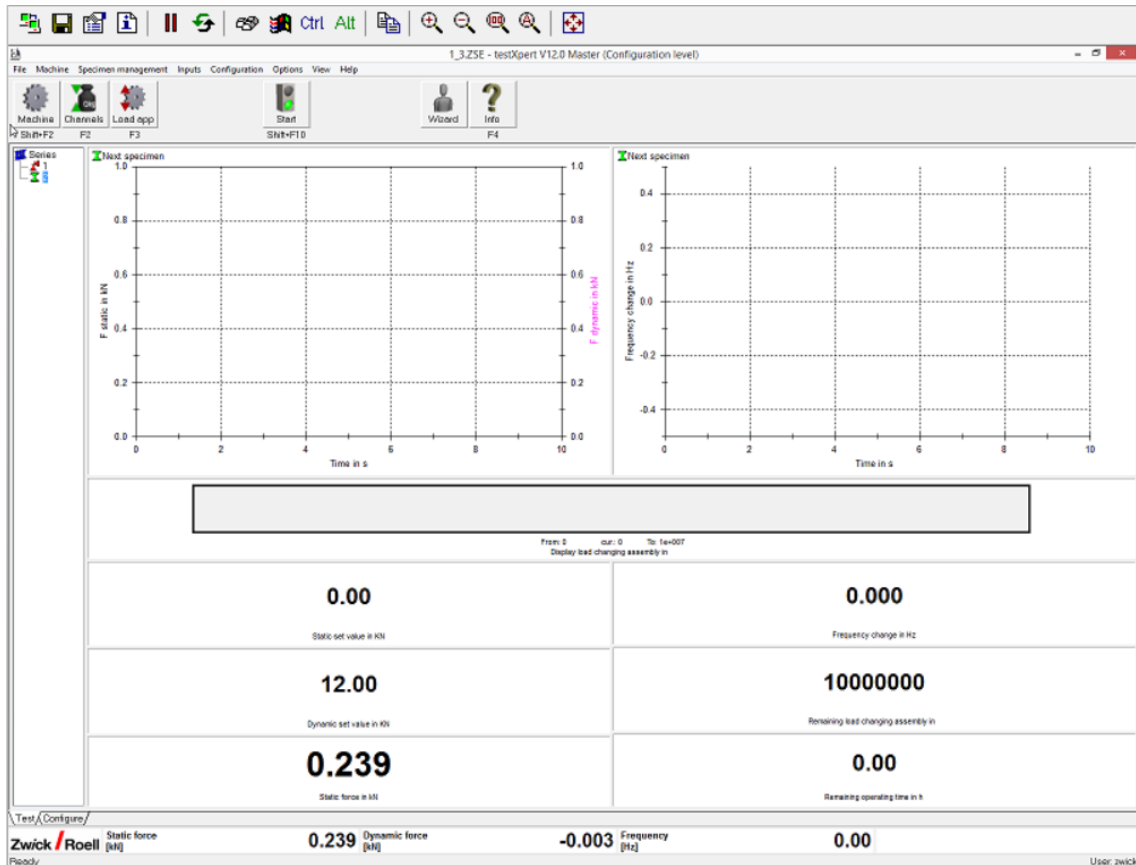 Ctrl Alt
1_3.ZSE - testXpert V12.0 Master (Configuration level)
File Machine Specimen management Inputs Configuration Options View Help
Machine Channels Load app Start Wizard Info
Shift+F2 F2 F3 Shift+F10 F4
Series
1
2
Next specimen
1.0 1.0
0.8 0.8
0.6 0.6
0.4 0.4
0.2 0.2
0.0 0.0
F static in kN
F dynamic in kN
0 2 4 6 8 10
Time in s
Next specimen
0.4
0.2
0.0
-0.2
-0.4
Frequency change in Hz
0 2 4 6 8 10
Time in s
From: 0 cur: 0 To: 1e+007
Display load changing assembly in
0.00
Static set value in KN
0.000
Frequency change in Hz
12.00
Dynamic set value in KN
10000000
Remaining load changing assembly in
0.239
Static force in kN
0.00
Remaining operating time in h
Test Configure
Zwick / Roell Static force [kN] 0.239 Dynamic force [kN] -0.003 Frequency [Hz] 0.00
Ready User: zwick